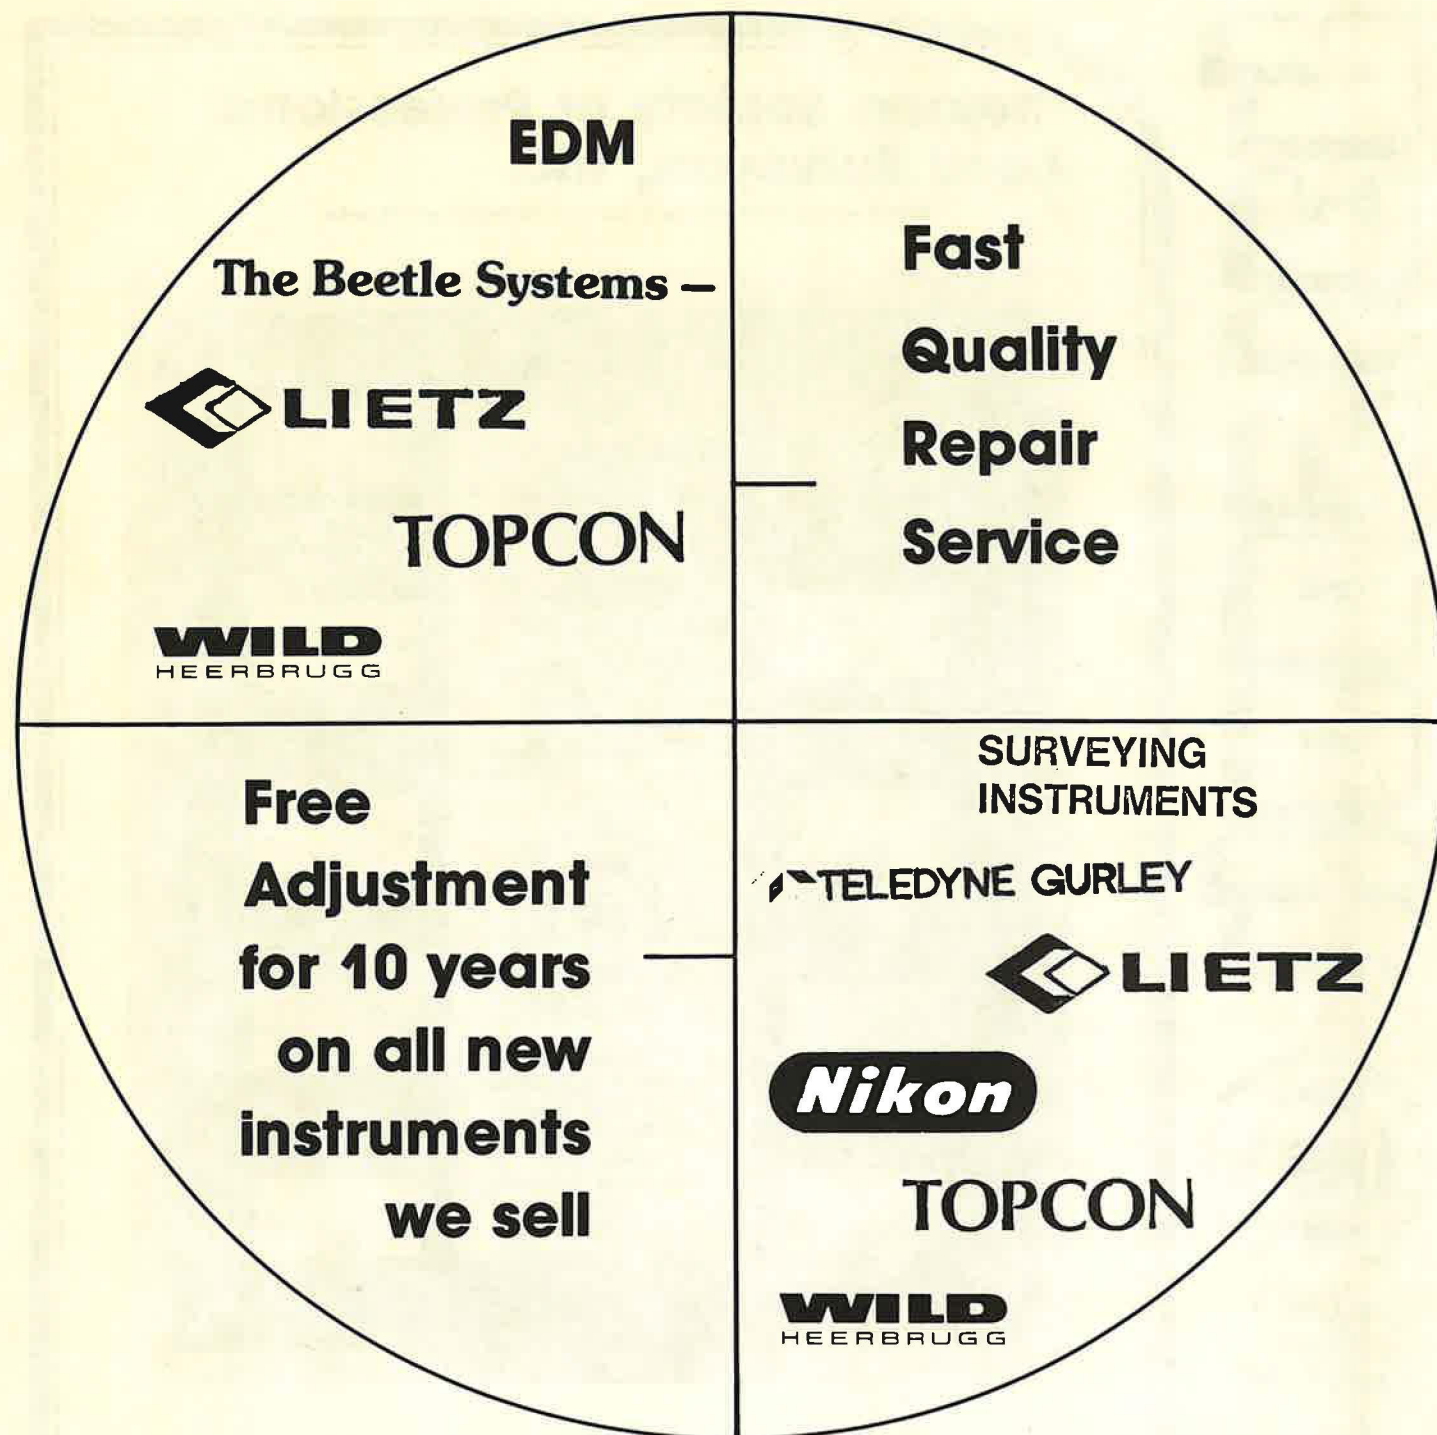 EDM
The Beetle Systems –
LIETZ
TOPCON
WILD
HEERBRUGG
Fast
Quality
Repair
Service
Free
Adjustment
for 10 years
on all new
instruments
we sell
SURVEYING
INSTRUMENTS
TELEDYNE GURLEY
LIETZ
Nikon
TOPCON
WILD
HEERBRUGG